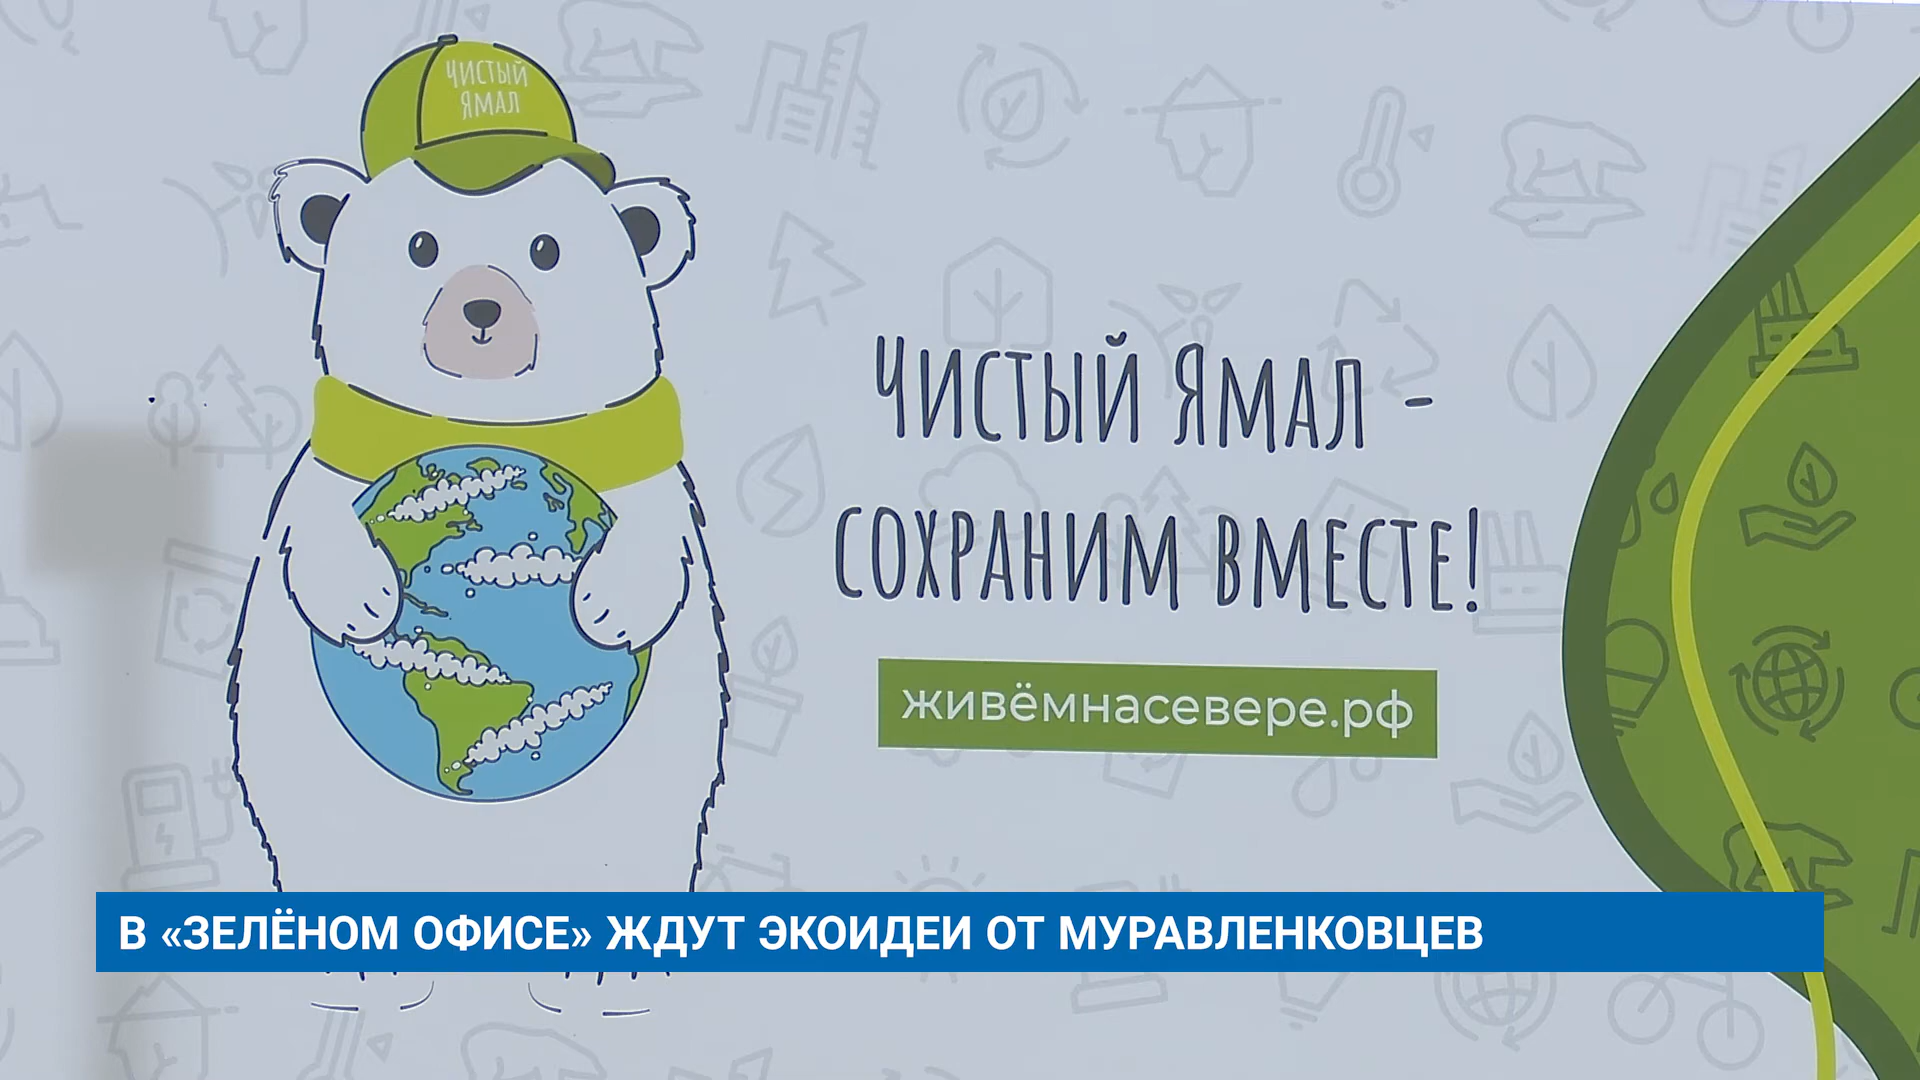 ЧИСТЫЙ
ЯМАЛ
ЧИСТЫЙ ЯМАЛ -
СОХРАНИМ ВМЕСТЕ!
живёмнасевере.рф
В «ЗЕЛЁНОМ ОФИСЕ» ЖДУТ ЭКОИДЕИ ОТ МУРАВЛЕНКОВЦЕВ